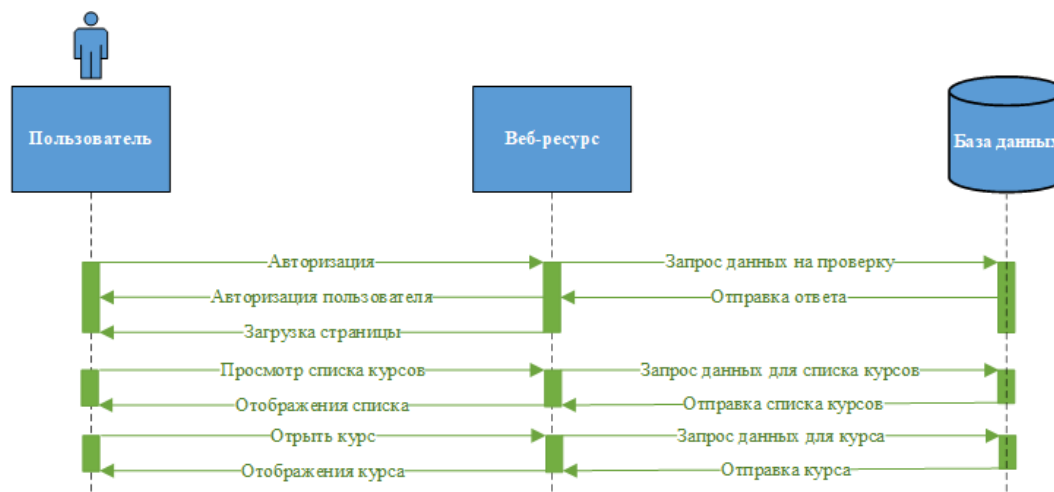 Пользователь
Веб-ресурс
База данных
Авторизация
Запрос данных на проверку
Авторизация пользователя
Отправка ответа
Загрузка страницы
Просмотр списка курсов
Запрос данных для списка курсов
Отображения списка
Отправка списка курсов
Отрыть курс
Запрос данных для курса
Отображения курса
Отправка курса